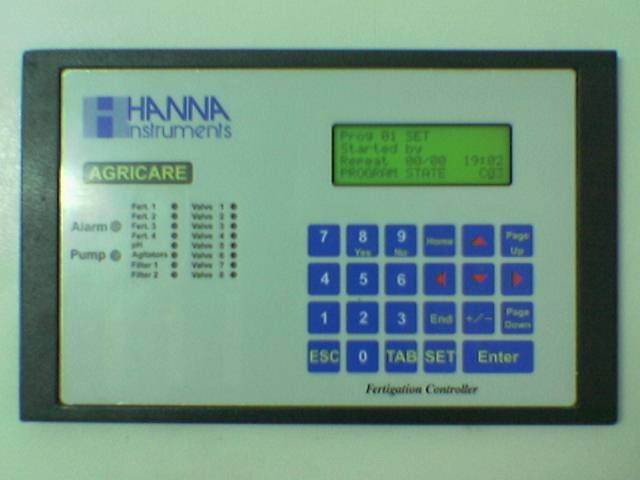 HANNA
instruments
AGRICARE
Prog 01 SET
Started by
Repeat 00/00 19:02
PROGRAM STATE C03
Alarm
Pump
Fert. 1 Valve 1
Fert. 2 Valve 2
Fert. 3 Valve 3
Fert. 4 Valve 4
pH Valve 5
Agitators Valve 6
Filter 1 Valve 7
Filter 2 Valve 8
7 8 Yes 9 No Home Page Up
4 5 6
1 2 3 End +/- Page Down
ESC 0 TAB SET Enter
Fertigation Controller